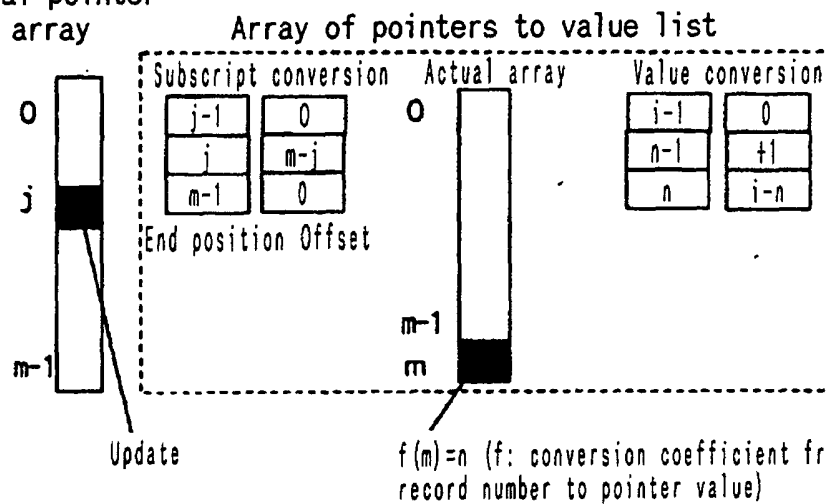 pointer
array
Array of pointers to value list
Subscript conversion
Actual array
Value conversion
0
j-1 0
j m-j
m-1 0
0
i-1 0
n-1 +1
n i-n
j
End position Offset
m-1
m-1
m
Update
f(m)=n (f: conversion coefficient fr
record number to pointer value)